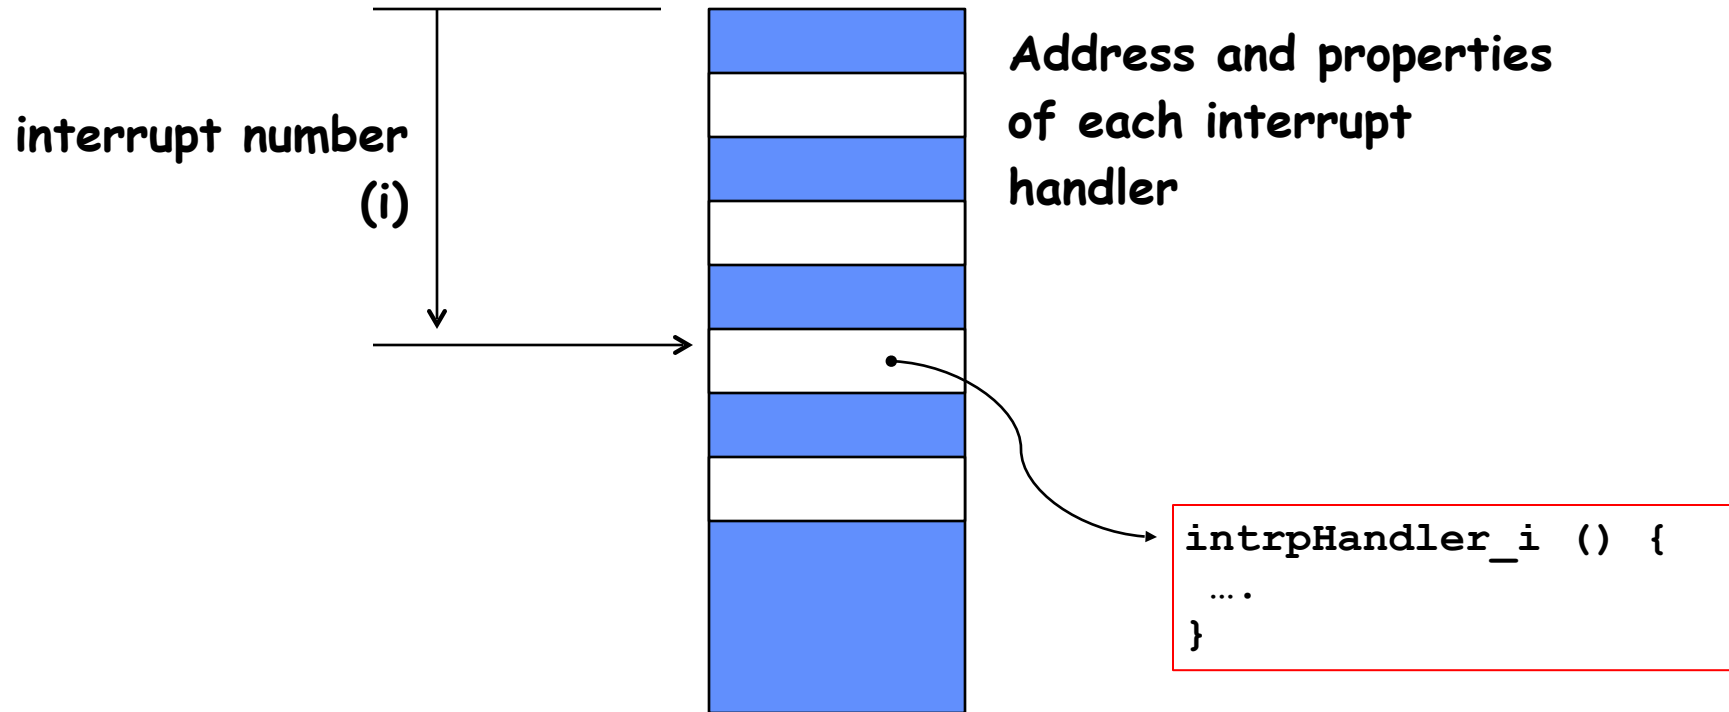 interrupt number
(i)
Address and properties
of each interrupt
handler
intrpHandler_i () {
….
}